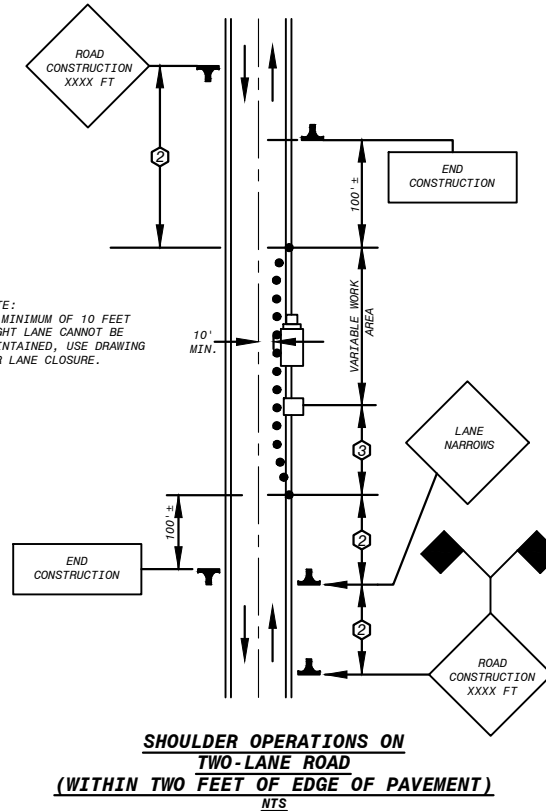 ROAD
CONSTRUCTION
XXXX FT
2
END
CONSTRUCTION
100'±
TE:
MINIMUM OF 10 FEET
GHT LANE CANNOT BE
INTAINED, USE DRAWING
R LANE CLOSURE.
10'
MIN.
VARIABLE WORK
AREA
LANE
NARROWS
3
100'±
2
END
CONSTRUCTION
2
ROAD
CONSTRUCTION
XXXX FT
SHOULDER OPERATIONS ON
TWO-LANE ROAD
(WITHIN TWO FEET OF EDGE OF PAVEMENT)
NTS